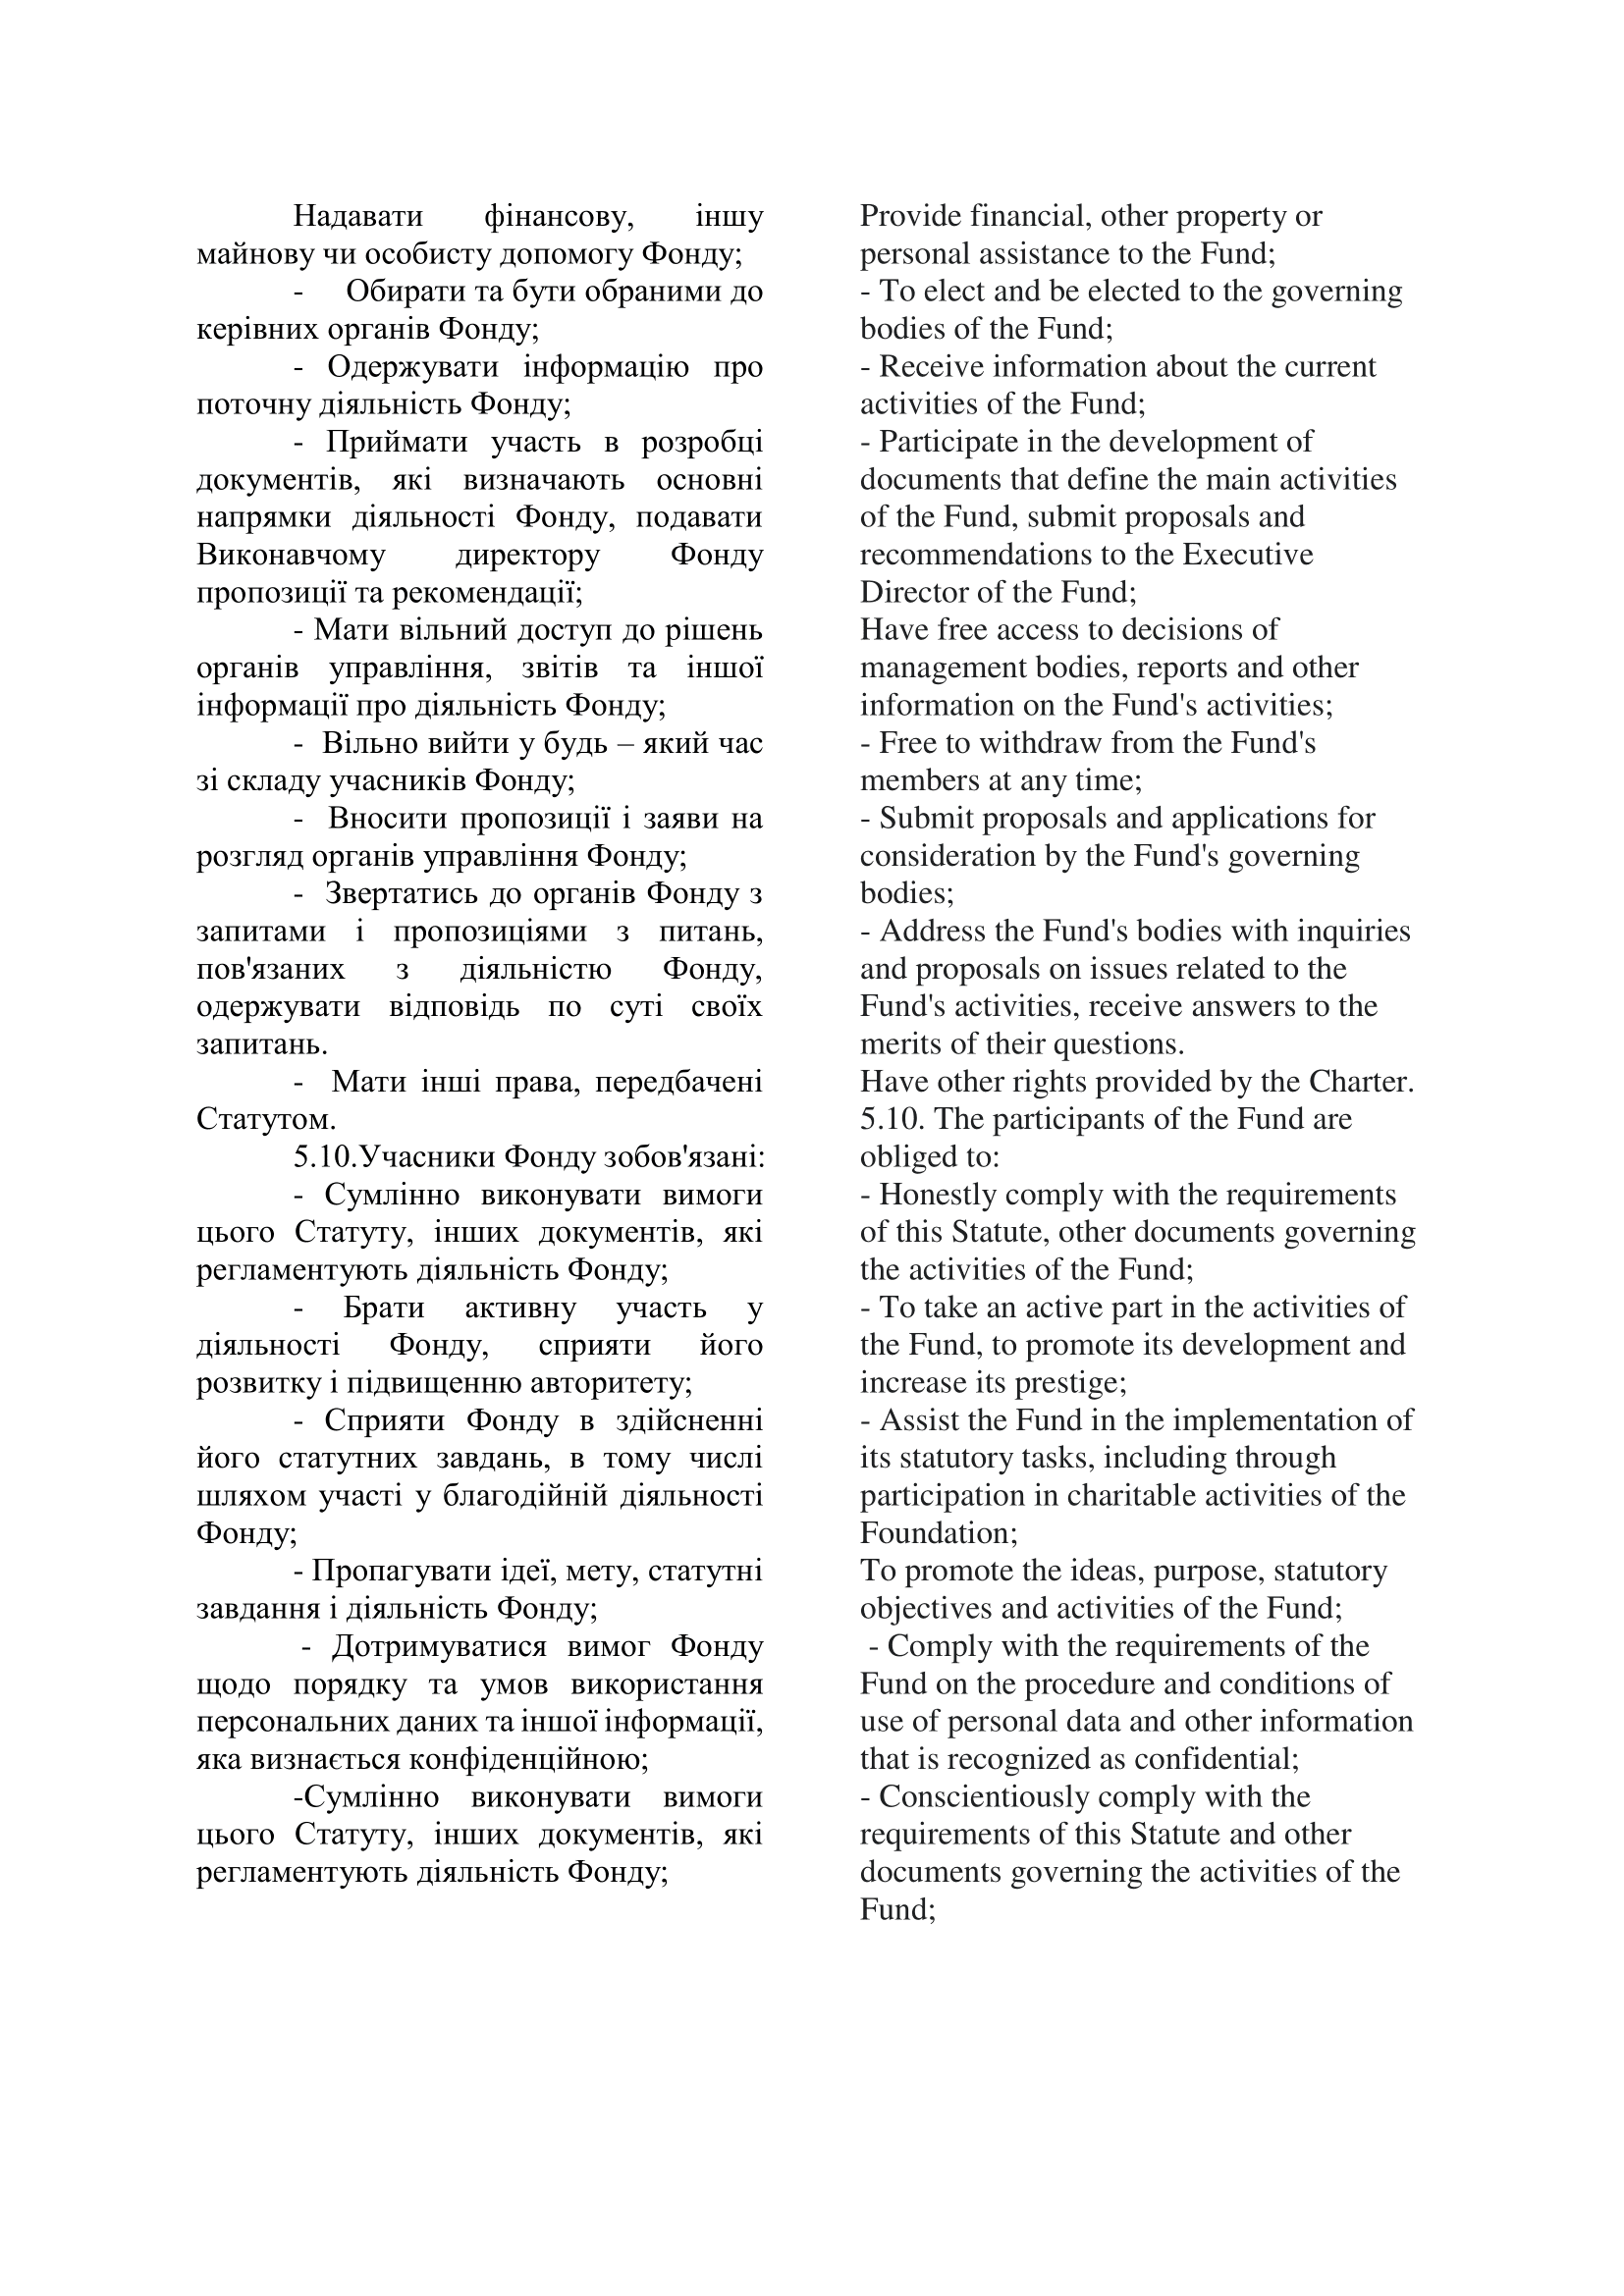 Надавати фінансову, іншу
майнову чи особисту допомогу Фонду;
- Обирати та бути обраними до
керівних органів Фонду;
- Одержувати інформацію про
поточну діяльність Фонду;
- Приймати участь в розробці
документів, які визначають основні
напрямки діяльності Фонду, подавати
Виконавчому директору Фонду
пропозиції та рекомендації;
- Мати вільний доступ до рішень
органів управління, звітів та іншої
інформації про діяльність Фонду;
- Вільно вийти у будь – який час
зі складу учасників Фонду;
- Вносити пропозиції і заяви на
розгляд органів управління Фонду;
- Звертатись до органів Фонду з
запитами і пропозиціями з питань,
пов'язаних з діяльністю Фонду,
одержувати відповідь по суті своїх
запитань.
- Мати інші права, передбачені
Статутом.
5.10.Учасники Фонду зобов'язані:
- Сумлінно виконувати вимоги
цього Статуту, інших документів, які
регламентують діяльність Фонду;
- Брати активну участь у
діяльності Фонду, сприяти його
розвитку і підвищенню авторитету;
- Сприяти Фонду в здійсненні
його статутних завдань, в тому числі
шляхом участі у благодійній діяльності
Фонду;
- Пропагувати ідеї, мету, статутні
завдання і діяльність Фонду;
- Дотримуватися вимог Фонду
щодо порядку та умов використання
персональних даних та іншої інформації,
яка визнається конфіденційною;
-Сумлінно виконувати вимоги
цього Статуту, інших документів, які
регламентують діяльність Фонду;
Provide financial, other property or
personal assistance to the Fund;
- To elect and be elected to the governing
bodies of the Fund;
- Receive information about the current
activities of the Fund;
- Participate in the development of
documents that define the main activities
of the Fund, submit proposals and
recommendations to the Executive
Director of the Fund;
Have free access to decisions of
management bodies, reports and other
information on the Fund's activities;
- Free to withdraw from the Fund's
members at any time;
- Submit proposals and applications for
consideration by the Fund's governing
bodies;
- Address the Fund's bodies with inquiries
and proposals on issues related to the
Fund's activities, receive answers to the
merits of their questions.
Have other rights provided by the Charter.
5.10. The participants of the Fund are
obliged to:
- Honestly comply with the requirements
of this Statute, other documents governing
the activities of the Fund;
- To take an active part in the activities of
the Fund, to promote its development and
increase its prestige;
- Assist the Fund in the implementation of
its statutory tasks, including through
participation in charitable activities of the
Foundation;
To promote the ideas, purpose, statutory
objectives and activities of the Fund;
- Comply with the requirements of the
Fund on the procedure and conditions of
use of personal data and other information
that is recognized as confidential;
- Conscientiously comply with the
requirements of this Statute and other
documents governing the activities of the
Fund;